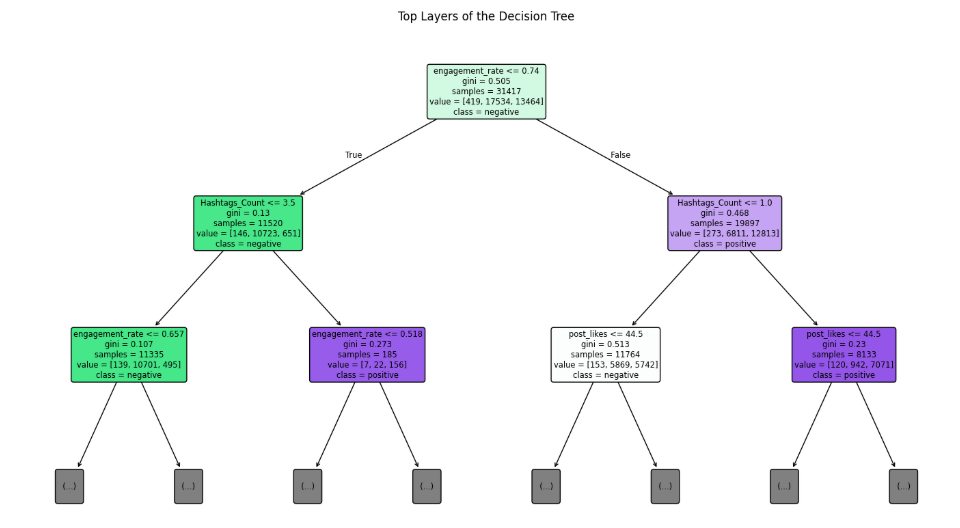 Top Layers of the Decision Tree
engagement_rate <= 0.74
gini = 0.505
samples = 31417
value = [419, 17534, 13464]
class = negative
True
False
Hashtags_Count <= 3.5
gini = 0.13
samples = 11520
value = [146, 10723, 651]
class = negative
Hashtags_Count <= 1.0
gini = 0.468
samples = 19897
value = [273, 6811, 12813]
class = positive
engagement_rate <= 0.657
gini = 0.107
samples = 11335
value = [139, 10701, 495]
class = negative
engagement_rate <= 0.518
gini = 0.273
samples = 185
value = [7, 22, 156]
class = positive
post_likes <= 44.5
gini = 0.513
samples = 11764
value = [153, 5869, 5742]
class = negative
post_likes <= 44.5
gini = 0.23
samples = 8133
value = [120, 942, 7071]
class = positive
(...)
(...)
(...)
(...)
(...)
(...)
(...)
(...)